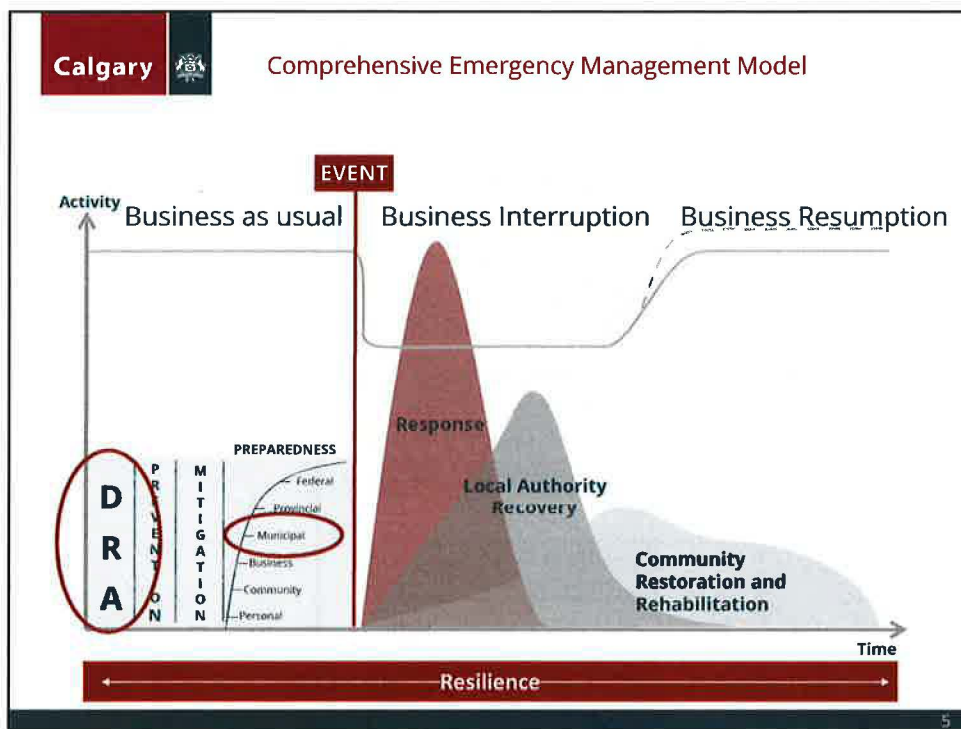 Calgary
Comprehensive Emergency Management Model
EVENT
Activity
Business as usual
Business Interruption
Business Resumption
DRA
PREVENTION
MITIGATION
PREPAREDNESS
Federal
Provincial
Municipal
Business
Community
Personal
Response
Local Authority
Recovery
Community
Restoration and
Rehabilitation
Time
Resilience
5